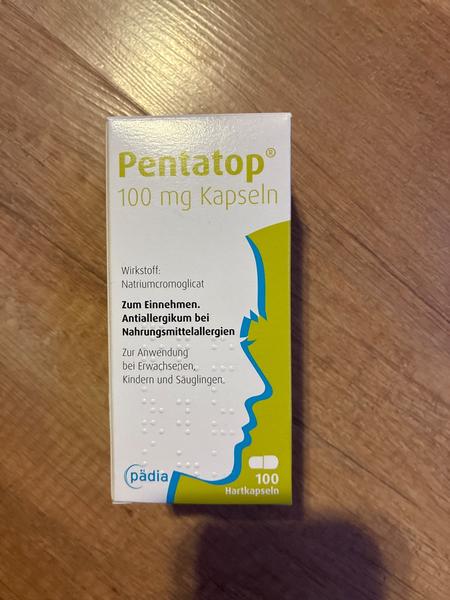 Pentatop®
100 mg Kapseln
Wirkstoff:
Natriumcromoglicat
Zum Einnehmen.
Antiallergikum bei
Nahrungsmittelallergien
Zur Anwendung
bei Erwachsenen,
Kindern und Säuglingen.
pädia
100
Hartkapseln